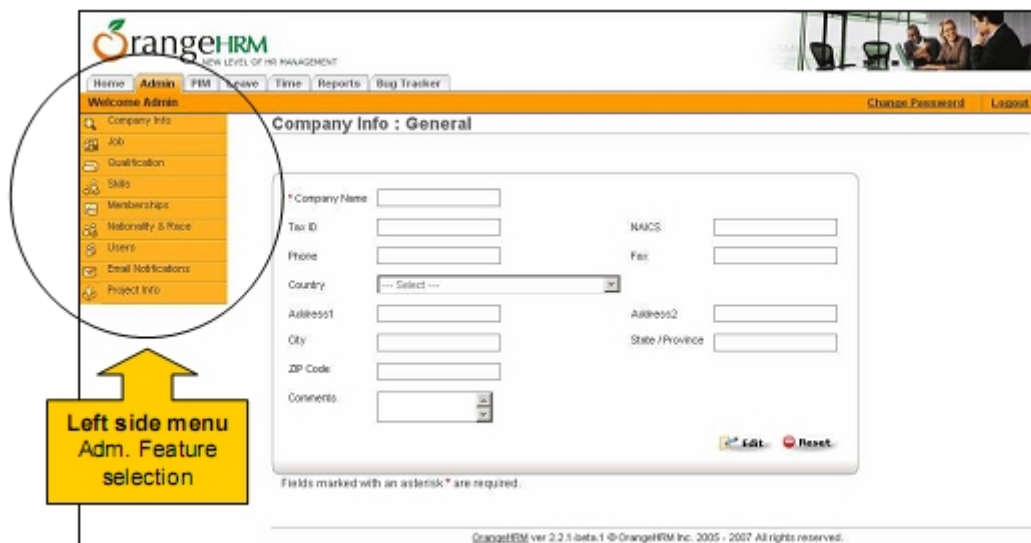 OrangeHRM
NEW LEVEL OF HR MANAGEMENT
Home Admin PIM Leave Time Reports Bug Tracker
Welcome Admin Change Password Logout
Company Info
Job
Qualification
Skills
Memberships
Nationality & Race
Users
Email Notifications
Project Info
Company Info : General
* Company Name
Tax ID NAICS
Phone Fax
Country --- Select ---
Address1 Address2
City State / Province
ZIP Code
Comments
Edit Reset
Fields marked with an asterisk * are required.
Left side menu
Adm. Feature
selection
OrangeHRM ver 2.2.1-beta.1 © OrangeHRM Inc. 2005 - 2007 All rights reserved.